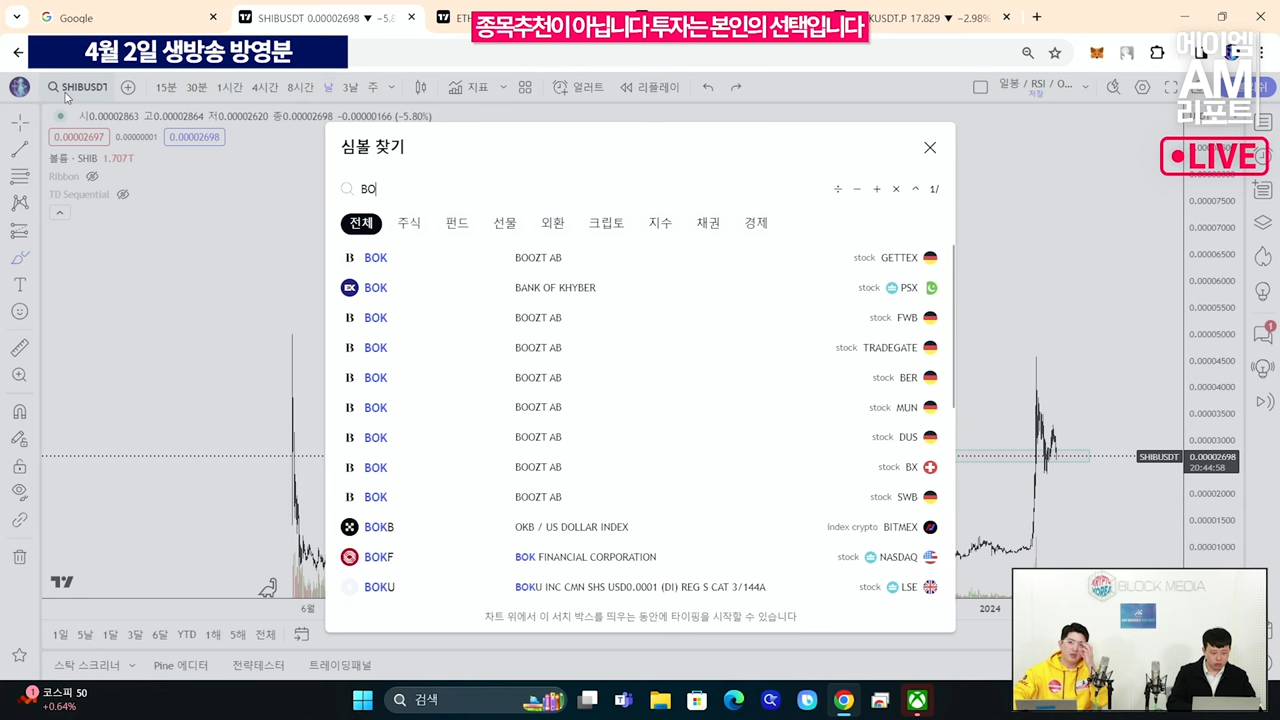 Google
SHIBUSDT 0.00002698 ▼ −5.8
ETH
KUSDT.P 17.829 ▼ −2.98%
종목추천이 아닙니다 투자는 본인의 선택입니다
4월 2일 생방송 방영분
에이엠
AM
리포트
LIVE
SHIBUSDT
15분 30분 1시간 4시간 8시간 날 3날 주
지표
얼러트
리플레이
일봉 / RSI / O...
저장
시0.00002863 고0.00002864 저0.00002620 종0.00002698 −0.00000166 (−5.80%)
0.00002697 0.00000001 0.00002698
볼륨 · SHIB 1.707T
Ribbon
TD Sequential
심볼 찾기
BO
÷ − + × ^ 1/
전체 주식 펀드 선물 외환 크립토 지수 채권 경제
B BOK BOOZT AB stock GETTEX
EX BOK BANK OF KHYBER stock PSX
B BOK BOOZT AB stock FWB
B BOK BOOZT AB stock TRADEGATE
B BOK BOOZT AB stock BER
B BOK BOOZT AB stock MUN
B BOK BOOZT AB stock DUS
B BOK BOOZT AB stock BX
B BOK BOOZT AB stock SWB
BOKB OKB / US DOLLAR INDEX index crypto BITMEX
BOKF BOK FINANCIAL CORPORATION stock NASDAQ
BOKU BOKU INC CMN SHS USD0.0001 (DI) REG S CAT 3/144A stock LSE
차트 위에서 이 서치 박스를 띄우는 동안에 타이핑을 시작할 수 있습니다
0.00007500
0.00007000
0.00006500
0.00006000
0.00005500
0.00005000
0.00004500
0.00004000
0.00003500
0.00003000
SHIBUSDT 0.00002698
20:44:58
0.00002000
0.00001500
0.00001000
1
6월
2024
1일 5날 1달 3달 6달 YTD 1해 5해 전체
스탁 스크리너 Pine 에디터 전략테스터 트레이딩패널
BLOCK MEDIA
1
코스피 50
+0.64%
검색